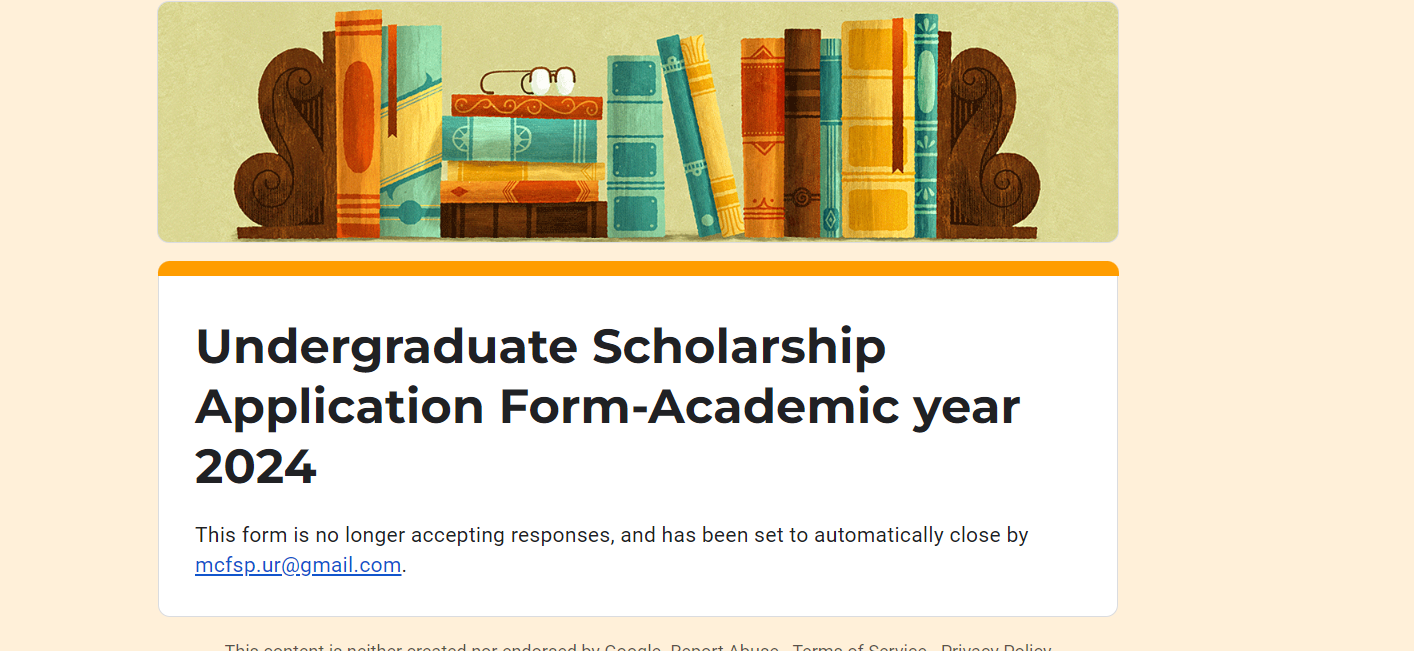 Undergraduate Scholarship
Application Form-Academic year
2024
This form is no longer accepting responses, and has been set to automatically close by
mcfsp.ur@gmail.com.
This content is neither created nor endorsed by Google. Report Abuse - Terms of Service - Privacy Policy